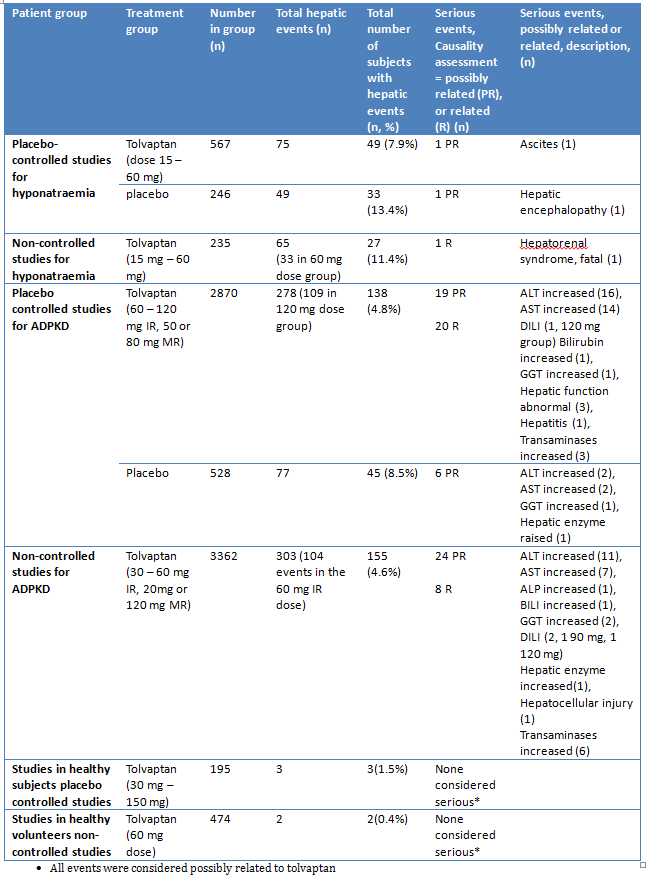 Patient group
Treatment
group
Number
in group
(n)
Total hepatic
events (n)
Total
number
of
subjects
with
hepatic
events
(n, %)
Serious
events,
Causality
assessment
= possibly
related (PR),
or related
(R) (n)
Serious events,
possibly related or
related, description,
(n)
Placebo-
controlled studies
for
hyponatraemia
Tolvaptan
(dose 15 –
60 mg)
567
75
49 (7.9%)
1 PR
Ascites (1)
placebo
246
49
33
(13.4%)
1 PR
Hepatic
encephalopathy (1)
Non-controlled
studies for
hyponatraemia
Tolvaptan
(15 mg – 60
mg)
235
65
(33 in 60 mg
dose group)
27
(11.4%)
1 R
Hepatorenal
syndrome, fatal (1)
Placebo
controlled studies
for ADPKD
Tolvaptan
(60 – 120
mg IR, 50 or
80 mg MR)
2870
278 (109 in
120 mg dose
group)
138
(4.8%)
19 PR
20 R
ALT increased (16),
AST increased (14)
DILI (1, 120 mg
group) Bilirubin
increased (1),
GGT increased (1),
Hepatic function
abnormal (3),
Hepatitis (1),
Transaminases
increased (3)
Placebo
528
77
45 (8.5%)
6 PR
ALT increased (2),
AST increased (2),
GGT increased (1),
Hepatic enzyme
raised (1)
Non-controlled
studies for
ADPKD
Tolvaptan
(30 – 60 mg
IR, 20mg or
120 mg MR)
3362
303 (104
events in the
60 mg IR
dose)
155
(4.6%)
24 PR
8 R
ALT increased (11),
AST increased (7),
ALP increased (1),
BILI increased (1),
GGT increased (2),
DILI (2, 1 90 mg, 1
120 mg)
Hepatic enzyme
increased(1),
Hepatocellular injury
(1)
Transaminases
increased (6)
Studies in healthy
subjects placebo
controlled studies
Tolvaptan
(30 mg –
150 mg)
195
3
3(1.5%)
None
considered
serious*
Studies in healthy
volunteers non-
controlled studies
Tolvaptan
(60 mg
dose)
474
2
2(0.4%)
None
considered
serious*
• All events were considered possibly related to tolvaptan